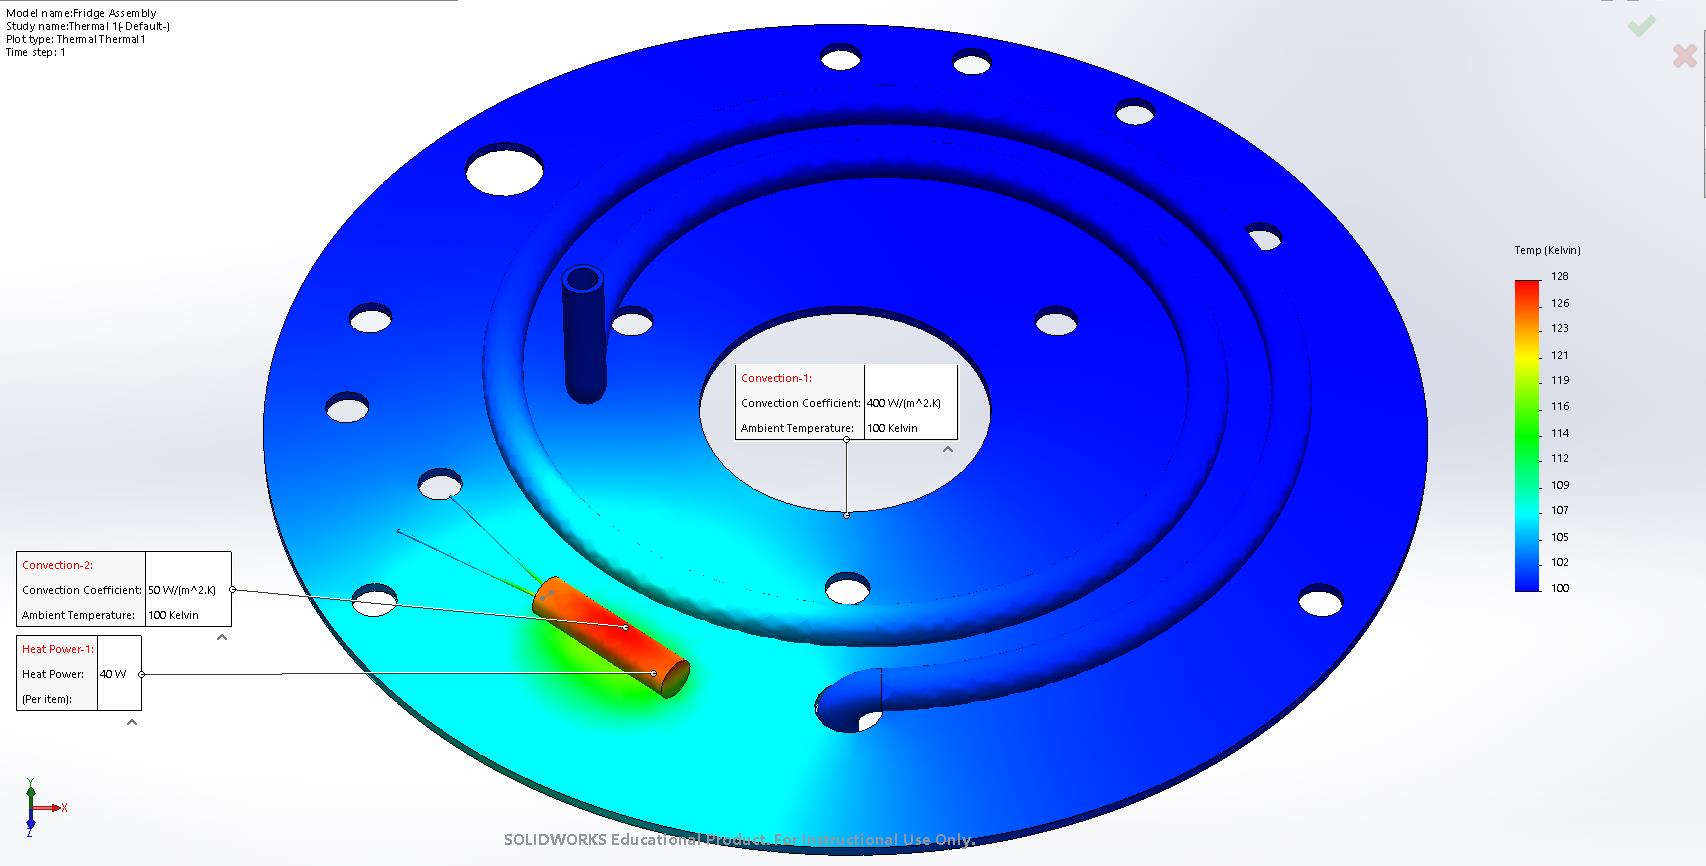 Model name:Fridge Assembly
Study name:Thermal 1(-Default-)
Plot type: Thermal Thermal1
Time step: 1
Temp (Kelvin)
128
126
123
121
119
116
114
112
109
107
105
102
100
Convection-1:
Convection Coefficient: 400 W/(m^2.K)
Ambient Temperature: 100 Kelvin
Convection-2:
Convection Coefficient: 50 W/(m^2.K)
Ambient Temperature: 100 Kelvin
Heat Power-1:
Heat Power: 40 W
(Per item):
Y
X
Z
SOLIDWORKS Educational Product. For Instructional Use Only.